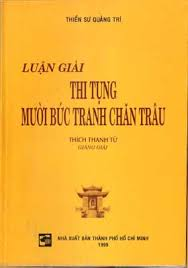 THIỀN SƯ QUẢNG TRÍ
LUẬN GIẢI
THI TỤNG
MƯỜI BÚC TRANH CHĂN TRÂU
THÍCH THANH TỪ
GIẢNG GIẢI
NHÀ XUẤT BẢN THÀNH PHỐ HỒ CHÍ MINH
1999